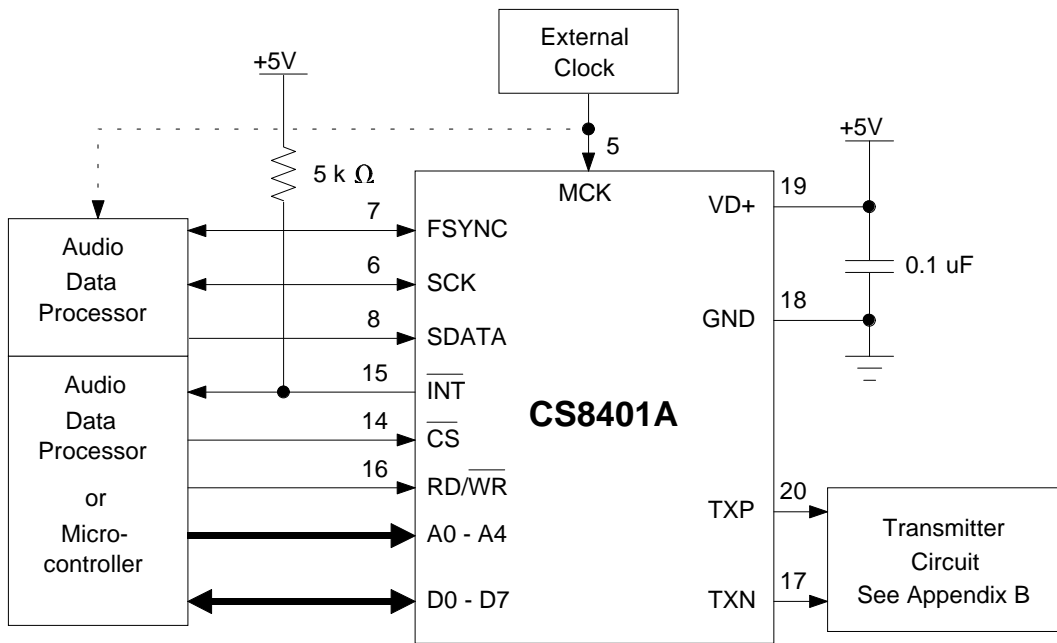 External
Clock
+5V
5
5 k Ω
+5V
MCK
19
VD+
7
FSYNC
Audio
Data
Processor
6
SCK
0.1 uF
18
GND
8
SDATA
15
INT
Audio
Data
Processor
or
Micro-
controller
CS8401A
14
CS
16
RD/WR
20
TXP
A0 - A4
Transmitter
Circuit
See Appendix B
17
TXN
D0 - D7